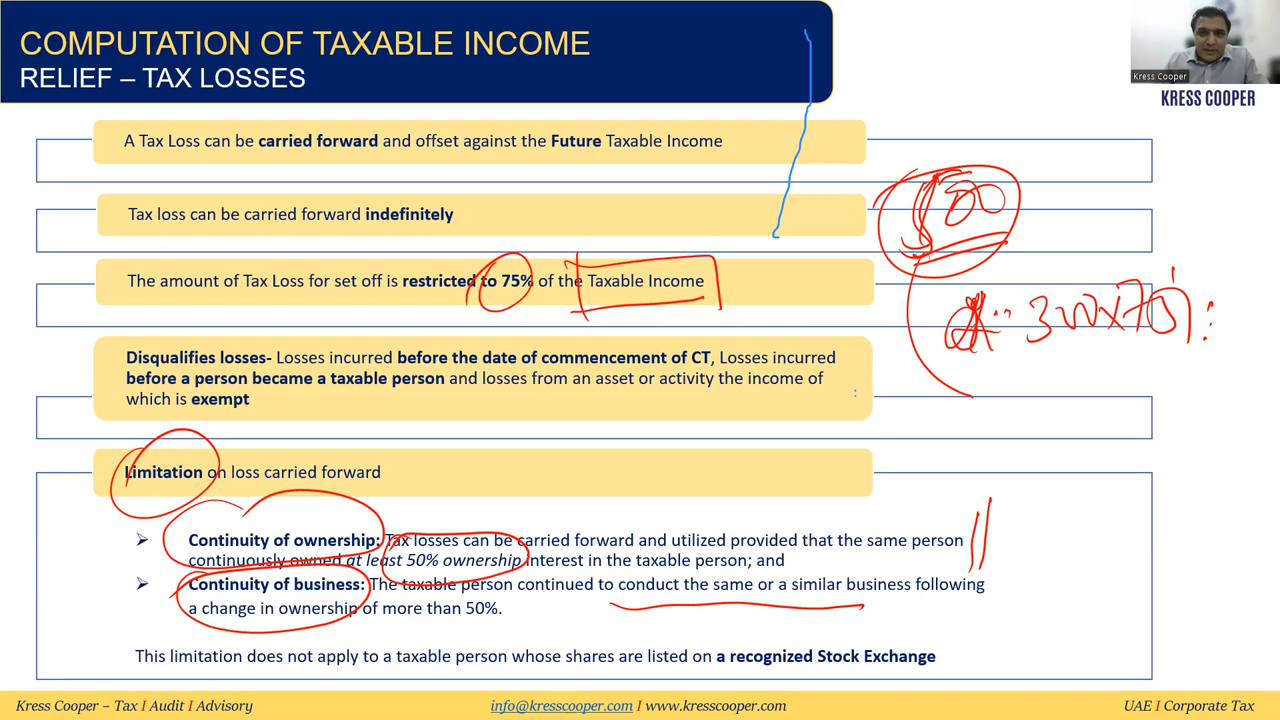 COMPUTATION OF TAXABLE INCOME
RELIEF – TAX LOSSES
Kress Cooper
KRESS COOPER
A Tax Loss can be carried forward and offset against the Future Taxable Income
Tax loss can be carried forward indefinitely
The amount of Tax Loss for set off is restricted to 75% of the Taxable Income
Disqualifies losses- Losses incurred before the date of commencement of CT, Losses incurred
before a person became a taxable person and losses from an asset or activity the income of
which is exempt
Limitation on loss carried forward
➢ Continuity of ownership: Tax losses can be carried forward and utilized provided that the same person
continuously owned at least 50% ownership interest in the taxable person; and
➢ Continuity of business: The taxable person continued to conduct the same or a similar business following
a change in ownership of more than 50%.
This limitation does not apply to a taxable person whose shares are listed on a recognized Stock Exchange
Kress Cooper – Tax I Audit I Advisory
info@kresscooper.com I www.kresscooper.com
UAE I Corporate Tax